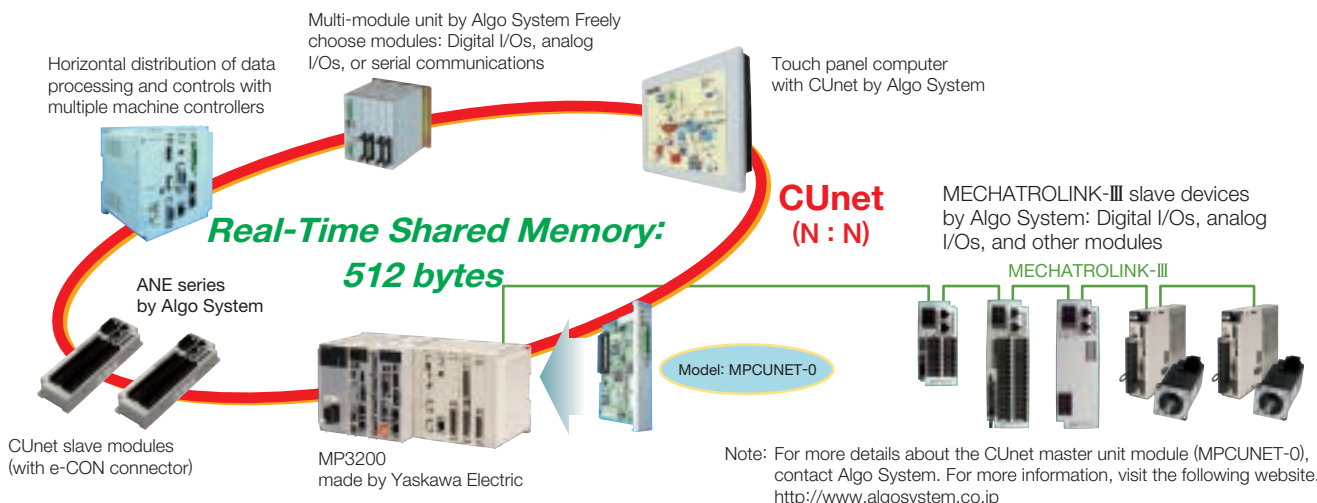 Multi-module unit by Algo System Freely
choose modules: Digital I/Os, analog
I/Os, or serial communications
Horizontal distribution of data
processing and controls with
multiple machine controllers
Touch panel computer
with CUnet by Algo System
CUnet
(N : N)
Real-Time Shared Memory:
512 bytes
MECHATROLINK-Ⅲ slave devices
by Algo System: Digital I/Os, analog
I/Os, and other modules
MECHATROLINK-Ⅲ
ANE series
by Algo System
Model: MPCUNET-0
CUnet slave modules
(with e-CON connector)
MP3200
made by Yaskawa Electric
Note: For more details about the CUnet master unit module (MPCUNET-0),
contact Algo System. For more information, visit the following website.
http://www.algosystem.co.jp